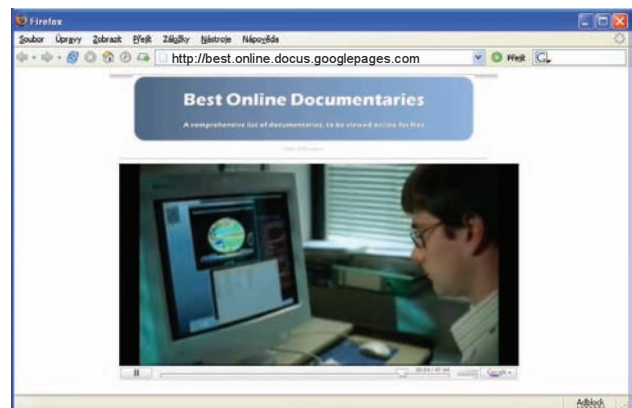 Firefox
Soubor Úpravy Zobrazit Přejít Záložky Nástroje Nápověda
http://best.online.docus.googlepages.com Přejít
Best Online Documentaries
A comprehensive list of documentaries, to be viewed online for free
Google
Adblock